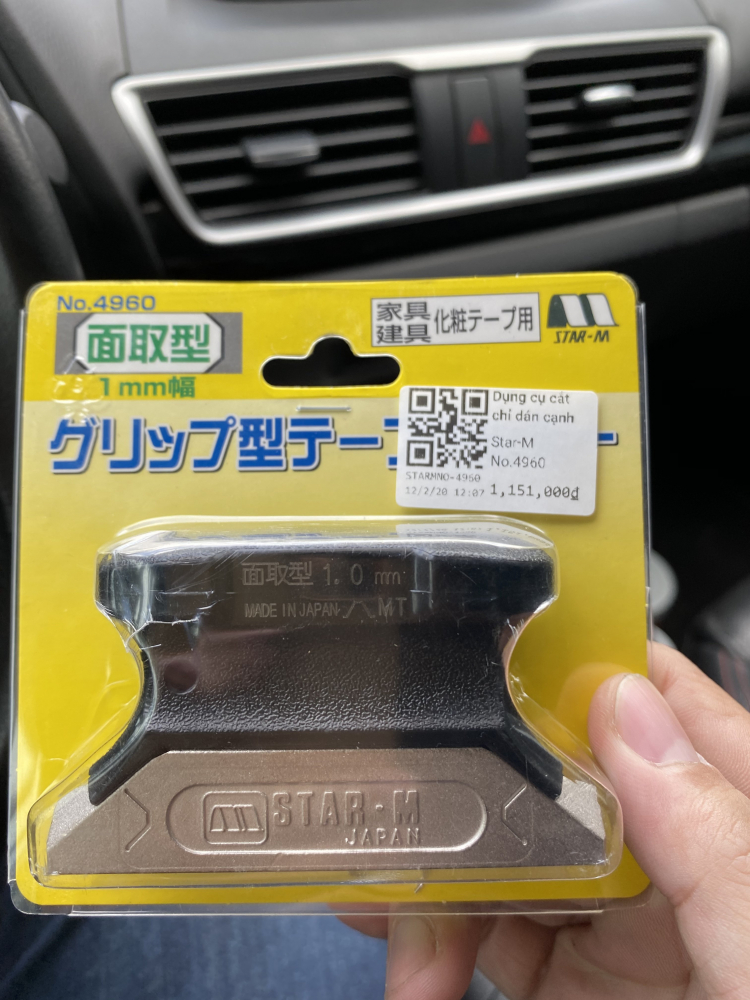 No.4960
面取型
1mm幅
家具
建具
化粧テープ用
STAR-M
グリップ型テー
Dụng cụ cắt
chỉ dán cạnh
Star-M
No.4960
STARMNO-4960
12/2/20 12:07 1,151,000₫
面取型 1.0 mm
MADE IN JAPAN MT
STAR·M
JAPAN